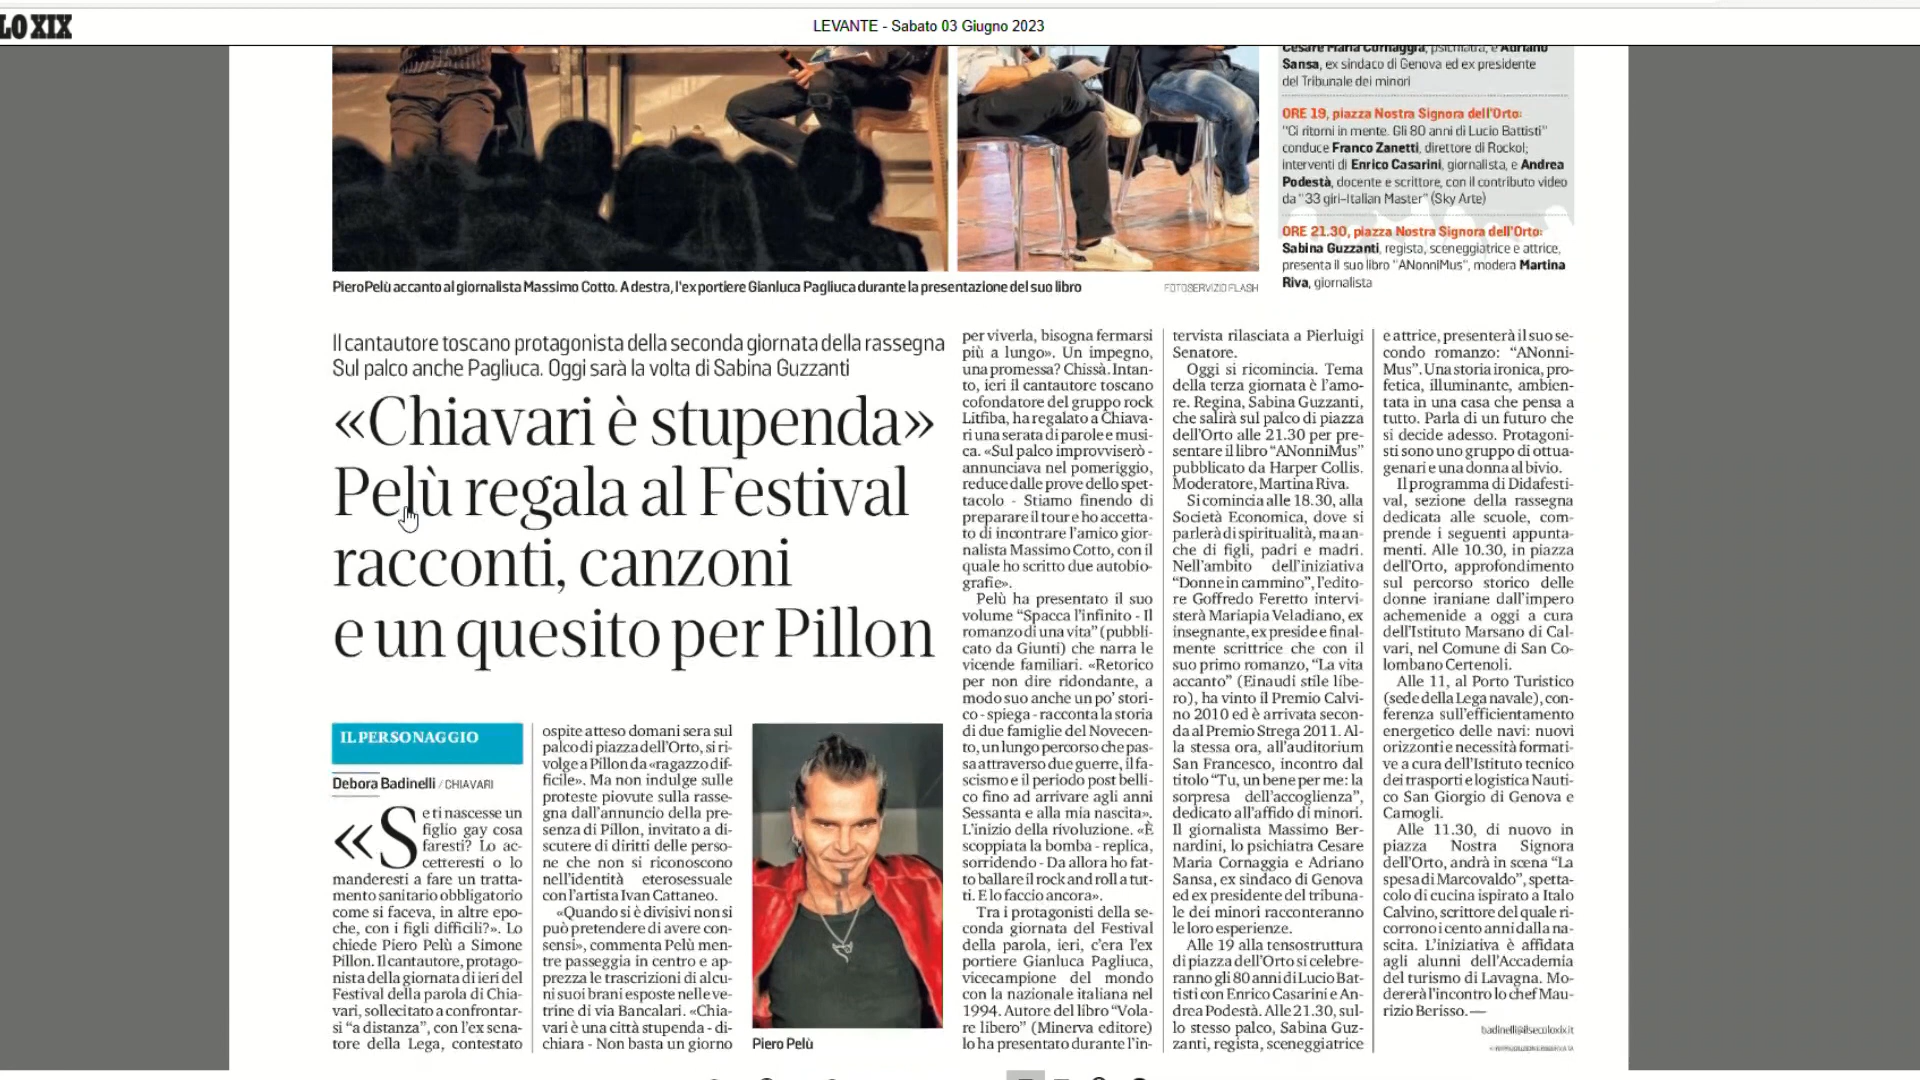 LO XIX
LEVANTE - Sabato 03 Giugno 2023
Cesare Maria Cornaggia, psichiatra, e Adriano
Sansa, ex sindaco di Genova ed ex presidente
del Tribunale dei minori
ORE 19, piazza Nostra Signora dell'Orto:
"Ci ritorni in mente. Gli 80 anni di Lucio Battisti"
conduce Franco Zanetti, direttore di Rockol;
interventi di Enrico Casarini, giornalista, e Andrea
Podestà, docente e scrittore, con il contributo video
da "33 giri-Italian Master" (Sky Arte)
ORE 21.30, piazza Nostra Signora dell'Orto:
Sabina Guzzanti, regista, sceneggiatrice e attrice,
presenta il suo libro "ANonniMus", modera Martina
Riva, giornalista
Piero Pelù accanto al giornalista Massimo Cotto. A destra, l'ex portiere Gianluca Pagliuca durante la presentazione del suo libro
FOTOSERVIZIO FLASH
Il cantautore toscano protagonista della seconda giornata della rassegna
Sul palco anche Pagliuca. Oggi sarà la volta di Sabina Guzzanti
«Chiavari è stupenda»
Pelù regala al Festival
racconti, canzoni
e un quesito per Pillon
IL PERSONAGGIO
Debora Badinelli / CHIAVARI
«Se ti nascesse un
figlio gay cosa
faresti? Lo ac-
cetteresti o lo
manderesti a fare un tratta-
mento sanitario obbligatorio
come si faceva, in altre epo-
che, con i figli difficili?». Lo
chiede Piero Pelù a Simone
Pillon. Il cantautore, protago-
nista della giornata di ieri del
Festival della parola di Chia-
vari, sollecitato a confrontar-
si "a distanza", con l'ex sena-
tore della Lega, contestato
ospite atteso domani sera sul
palco di piazza dell'Orto, si ri-
volge a Pillon da «ragazzo dif-
ficile». Ma non indulge sulle
proteste piovute sulla rasse-
gna dall'annuncio della pre-
senza di Pillon, invitato a di-
scutere di diritti delle perso-
ne che non si riconoscono
nell'identità eterosessuale
con l'artista Ivan Cattaneo.
«Quando si è divisivi non si
può pretendere di avere con-
sensi», commenta Pelù men-
tre passeggia in centro e ap-
prezza le trascrizioni di alcu-
ni suoi brani esposte nelle ve-
trine di via Bancalari. «Chia-
vari è una città stupenda - di-
chiara - Non basta un giorno
Piero Pelù
per viverla, bisogna fermarsi
più a lungo». Un impegno,
una promessa? Chissà. Intan-
to, ieri il cantautore toscano
cofondatore del gruppo rock
Litfiba, ha regalato a Chiava-
ri una serata di parole e musi-
ca. «Sul palco improvviserò -
annunciava nel pomeriggio,
reduce dalle prove dello spet-
tacolo - Stiamo finendo di
preparare il tour e ho accetta-
to di incontrare l'amico gior-
nalista Massimo Cotto, con il
quale ho scritto due autobio-
grafie».
Pelù ha presentato il suo
volume "Spacca l'infinito - Il
romanzo di una vita" (pubbli-
cato da Giunti) che narra le
vicende familiari. «Retorico
per non dire ridondante, a
modo suo anche un po' stori-
co - spiega - racconta la storia
di due famiglie del Novecen-
to, un lungo percorso che pas-
sa attraverso due guerre, il fa-
scismo e il periodo post belli-
co fino ad arrivare agli anni
Sessanta e alla mia nascita».
L'inizio della rivoluzione. «È
scoppiata la bomba - replica,
sorridendo - Da allora ho fat-
to ballare il rock and roll a tut-
ti. E lo faccio ancora».
Tra i protagonisti della se-
conda giornata del Festival
della parola, ieri, c'era l'ex
portiere Gianluca Pagliuca,
vicecampione del mondo
con la nazionale italiana nel
1994. Autore del libro "Vola-
re libero" (Minerva editore)
lo ha presentato durante l'in-
tervista rilasciata a Pierluigi
Senatore.
Oggi si ricomincia. Tema
della terza giornata è l'amo-
re. Regina, Sabina Guzzanti,
che salirà sul palco di piazza
dell'Orto alle 21.30 per pre-
sentare il libro "ANonniMus"
pubblicato da Harper Collis.
Moderatore, Martina Riva.
Si comincia alle 18.30, alla
Società Economica, dove si
parlerà di spiritualità, ma an-
che di figli, padri e madri.
Nell'ambito dell'iniziativa
"Donne in cammino", l'edito-
re Goffredo Feretto intervi-
sterà Mariapia Veladiano, ex
insegnante, ex preside e final-
mente scrittrice che con il
suo primo romanzo, "La vita
accanto" (Einaudi stile libe-
ro), ha vinto il Premio Calvi-
no 2010 ed è arrivata secon-
da al Premio Strega 2011. Al-
la stessa ora, all'auditorium
San Francesco, incontro dal
titolo "Tu, un bene per me: la
sorpresa dell'accoglienza",
dedicato all'affido di minori.
Il giornalista Massimo Ber-
nardini, lo psichiatra Cesare
Maria Cornaggia e Adriano
Sansa, ex sindaco di Genova
ed ex presidente del tribuna-
le dei minori racconteranno
le loro esperienze.
Alle 19 alla tensostruttura
di piazza dell'Orto si celebre-
ranno gli 80 anni di Lucio Bat-
tisti con Enrico Casarini e An-
drea Podestà. Alle 21.30, sul-
lo stesso palco, Sabina Guz-
zanti, regista, sceneggiatrice
e attrice, presenterà il suo se-
condo romanzo: "ANonni-
Mus". Una storia ironica, pro-
fetica, illuminante, ambien-
tata in una casa che pensa a
tutto. Parla di un futuro che
si decide adesso. Protagoni-
sti sono uno gruppo di ottua-
genari e una donna al bivio.
Il programma di Didafesti-
val, sezione della rassegna
dedicata alle scuole, com-
prende i seguenti appunta-
menti. Alle 10.30, in piazza
dell'Orto, approfondimento
sul percorso storico delle
donne iraniane dall'impero
achemenide a oggi a cura
dell'Istituto Marsano di Cal-
vari, nel Comune di San Co-
lombano Certenoli.
Alle 11, al Porto Turistico
(sede della Lega navale), con-
ferenza sull'efficientamento
energetico delle navi: nuovi
orizzonti e necessità formati-
ve a cura dell'Istituto tecnico
dei trasporti e logistica Nauti-
co San Giorgio di Genova e
Camogli.
Alle 11.30, di nuovo in
piazza Nostra Signora
dell'Orto, andrà in scena "La
spesa di Marcovaldo", spetta-
colo di cucina ispirato a Italo
Calvino, scrittore del quale ri-
corrono i cento anni dalla na-
scita. L'iniziativa è affidata
agli alunni dell'Accademia
del turismo di Lavagna. Mo-
dererà l'incontro lo chef Mau-
rizio Berisso. —
badinelli@ilsecoloxix.it
© RIPRODUZIONE RISERVATA